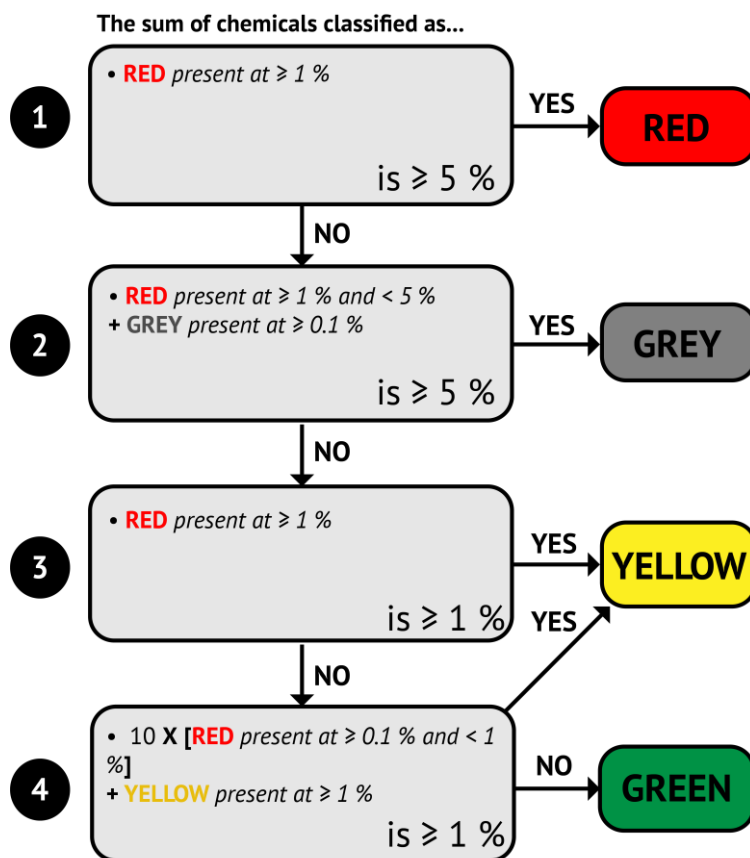 The sum of chemicals classified as...
1
• RED present at ⩾ 1 %
is ⩾ 5 %
YES
RED
NO
2
• RED present at ⩾ 1 % and < 5 %
+ GREY present at ⩾ 0.1 %
is ⩾ 5 %
YES
GREY
NO
3
• RED present at ⩾ 1 %
is ⩾ 1 %
YES
YELLOW
YES
NO
4
• 10 X [RED present at ⩾ 0.1 % and < 1
%]
+ YELLOW present at ⩾ 1 %
is ⩾ 1 %
NO
GREEN